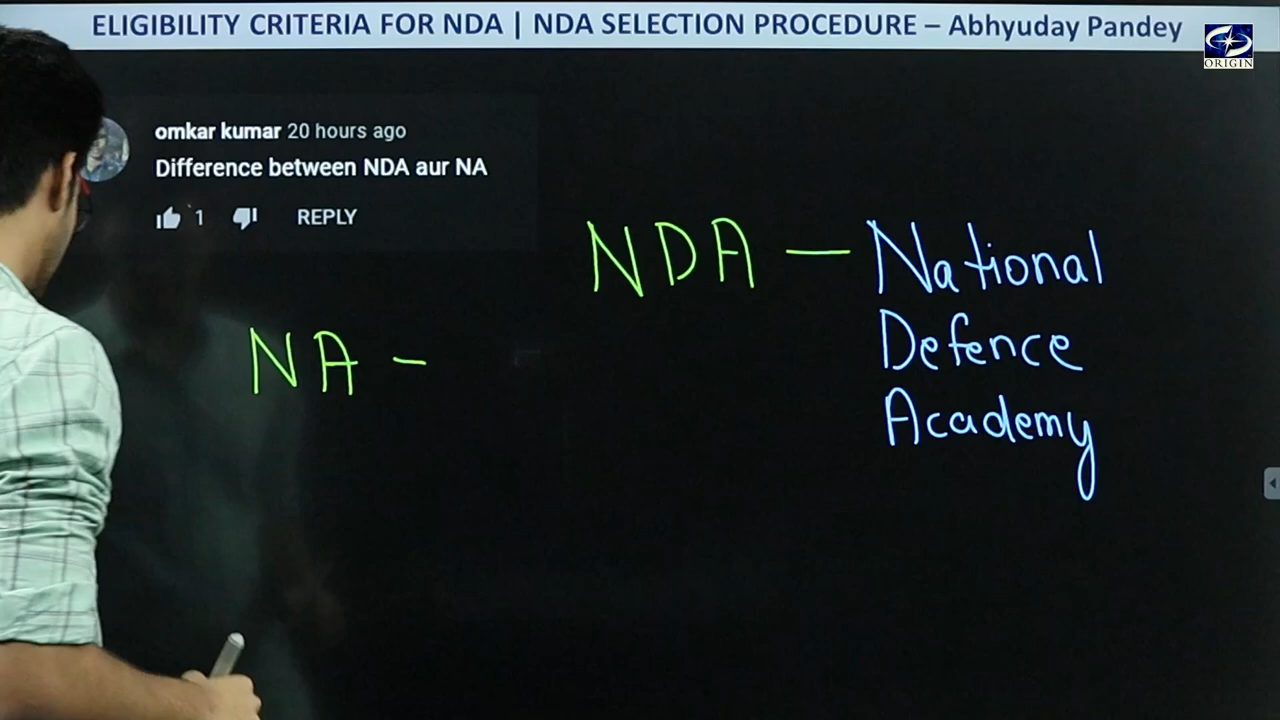 ELIGIBILITY CRITERIA FOR NDA | NDA SELECTION PROCEDURE – Abhyuday Pandey
ORIGIN
omkar kumar 20 hours ago
Difference between NDA aur NA
1 REPLY
NDA — National
Defence
Academy
NA -